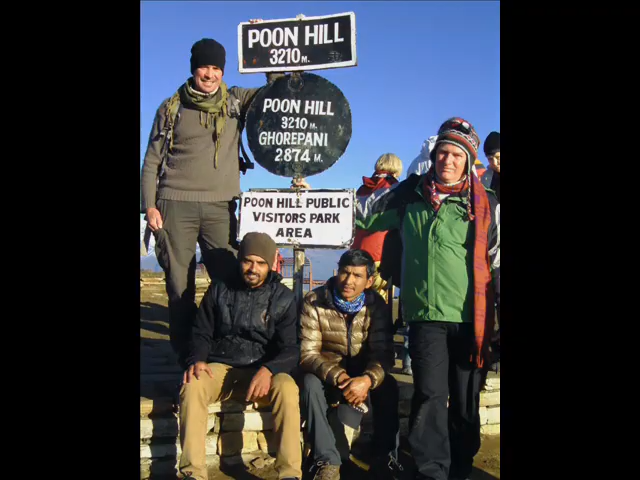 POON HILL
3210 M.
POON HILL
3210 M.
GHOREPANI
2874 M.
POON HILL PUBLIC
VISITORS PARK
AREA